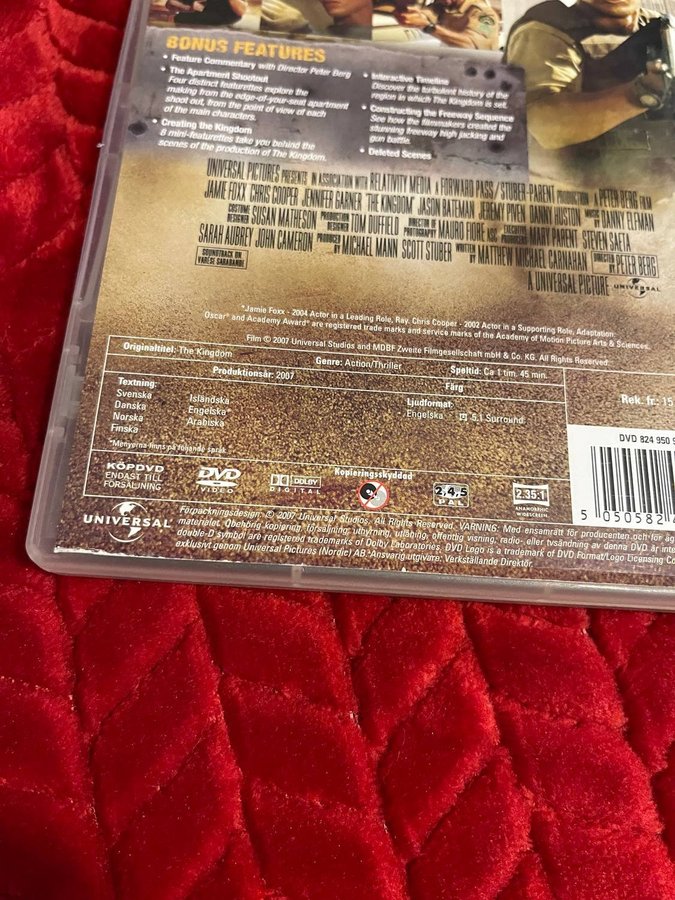 BONUS FEATURES
• Feature Commentary with Director Peter Berg
• The Apartment Shootout
Four distinct featurettes explore the
making from the edge-of-your-seat apartment
shoot out, from the point of view of each
of the main characters.
• Creating the Kingdom
8 mini-featurettes take you behind the
scenes of the production of The Kingdom.
• Interactive Timeline
Discover the turbulent history of the
region in which The Kingdom is set.
• Constructing the Freeway Sequence
See how the filmmakers created the
stunning freeway high jacking and
gun battle.
• Deleted Scenes
UNIVERSAL PICTURES PRESENTS IN ASSOCIATION WITH RELATIVITY MEDIA A FORWARD PASS/STUBER-PARENT PRODUCTION A PETER BERG FILM
JAMIE FOXX CHRIS COOPER JENNIFER GARNER "THE KINGDOM" JASON BATEMAN JEREMY PIVEN DANNY HUSTON MUSIC BY DANNY ELFMAN
COSTUME DESIGNER SUSAN MATHESON PRODUCTION DESIGNER TOM DUFFIELD DIRECTOR OF PHOTOGRAPHY MAURO FIORE ASC EXECUTIVE PRODUCERS MARY PARENT STEVEN SAETA
SARAH AUBREY JOHN CAMERON PRODUCED BY MICHAEL MANN SCOTT STUBER WRITTEN BY MATTHEW MICHAEL CARNAHAN DIRECTED BY PETER BERG
SOUNDTRACK ON
VARÈSE SARABANDE
A UNIVERSAL PICTURE UNIVERSAL
*Jamie Foxx - 2004 Actor in a Leading Role, Ray. Chris Cooper - 2002 Actor in a Supporting Role, Adaptation.
Oscar® and Academy Award® are registered trade marks and service marks of the Academy of Motion Picture Arts & Sciences.
Film © 2007 Universal Studios and MDBF Zweite Filmgesellschaft mbH & Co. KG. All Rights Reserved.
Originaltitel: The Kingdom
Genre: Action/Thriller
Speltid: Ca 1 tim. 45 min.
Produktionsår: 2007
Färg
Rek. fr: 15
Textning:
Svenska Isländska
Danska Engelska*
Norska Arabiska
Finska
Ljudformat:
Engelska 5.1 Surround
*Menyerna finns på följande språk.
DVD 824 950 9
KÖPDVD
ENDAST TILL
FÖRSÄLJNING
DVD
VIDEO
DOLBY
DIGITAL
Kopieringsskyddad
2.4.5
PAL
2.35:1
ANAMORPHIC
WIDESCREEN
5 050582
UNIVERSAL
Förpackningsdesign: © 2007 Universal Studios. All Rights Reserved. VARNING: Med ensamrätt för producenten och för äg
materialet. Obehörig kopiering, försäljning, uthyrning, utlåning, offentlig visning, radio- eller tvsändning av denna DVD är
double-D symbol are registered trademarks of Dolby Laboratories. DVD Logo is a trademark of DVD Format/Logo Licensing Co
exklusivt genom Universal Pictures (Nordic) AB. Ansvarig utgivare: Verkställande Direktör.